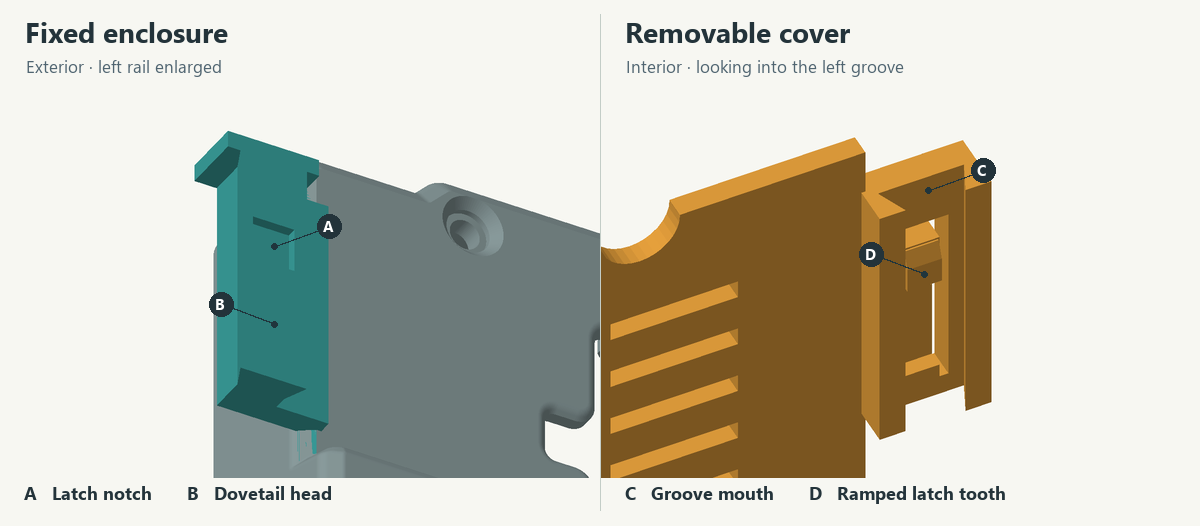 Fixed enclosure
Exterior · left rail enlarged
A
B
A Latch notch B Dovetail head
Removable cover
Interior · looking into the left groove
C
D
C Groove mouth D Ramped latch tooth